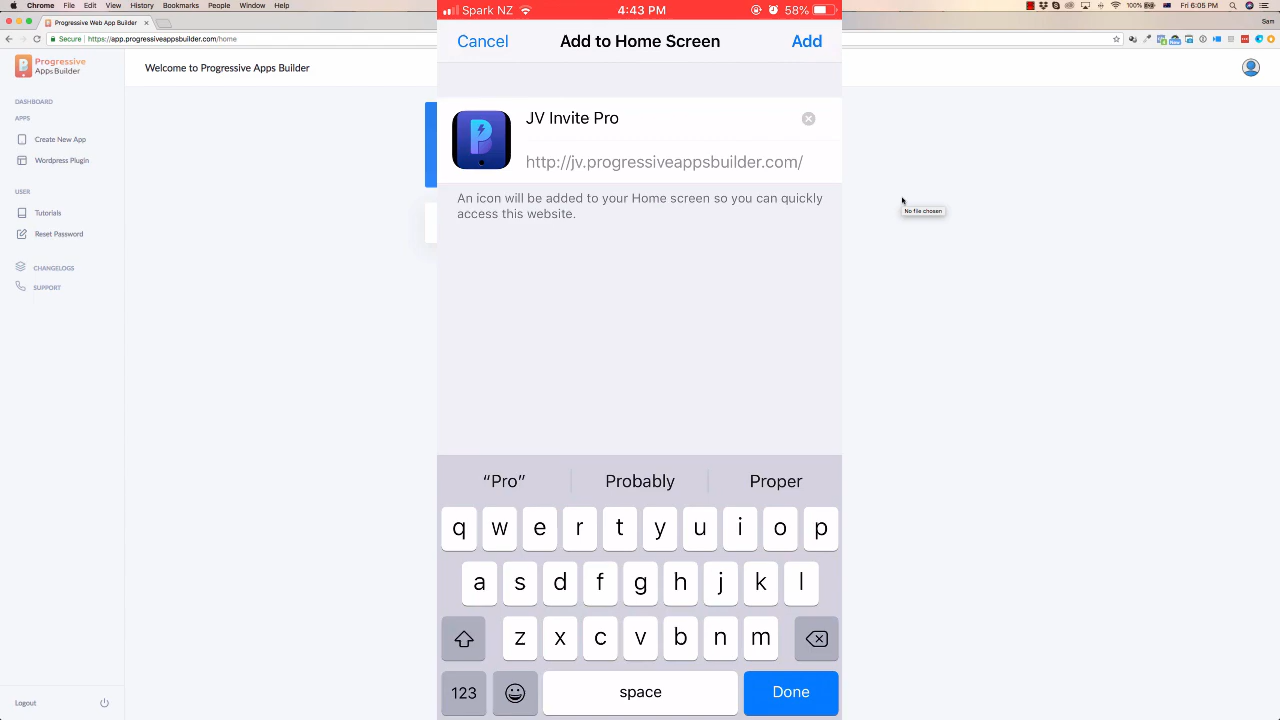 Chrome File Edit View History Bookmarks People Window Help
100% Fri 6:05 PM
Progressive Web App Builder
Sam
Secure https://app.progressiveappsbuilder.com/home
Progressive
Apps Builder
Welcome to Progressive Apps Builder
DASHBOARD
APPS
Create New App
Wordpress Plugin
USER
Tutorials
Reset Password
CHANGELOGS
SUPPORT
Logout
Spark NZ 4:43 PM 58%
Cancel Add to Home Screen Add
JV Invite Pro
http://jv.progressiveappsbuilder.com/
An icon will be added to your Home screen so you can quickly
access this website.
No file chosen
“Pro” Probably Proper
q w e r t y u i o p
a s d f g h j k l
z x c v b n m
123 space Done